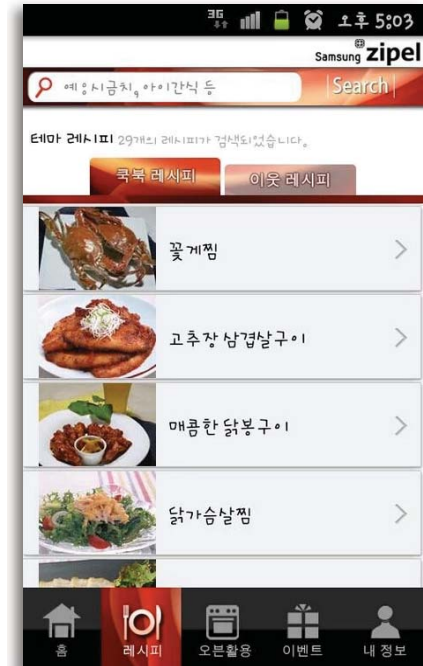 3G 오후 5:03
Samsung zipel
예:시금치, 아이간식 등 Search
테마 레시피 29개의 레시피가 검색되었습니다.
쿡북 레시피 이웃 레시피
꽃게찜
고추장 삼겹살구이
매콤한 닭봉구이
닭가슴살찜
홈 레시피 오븐활용 이벤트 내 정보